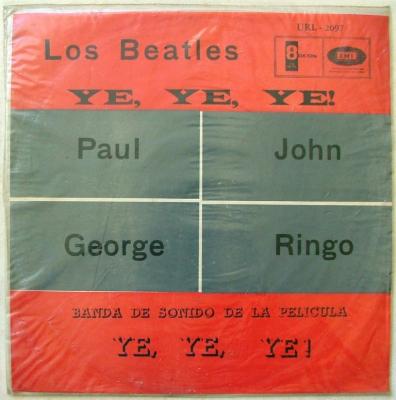 URL - 2097
Los Beatles
ODEON
EMI
YE, YE, YE!
Paul
John
George
Ringo
BANDA DE SONIDO DE LA PELICULA
YE, YE, YE!